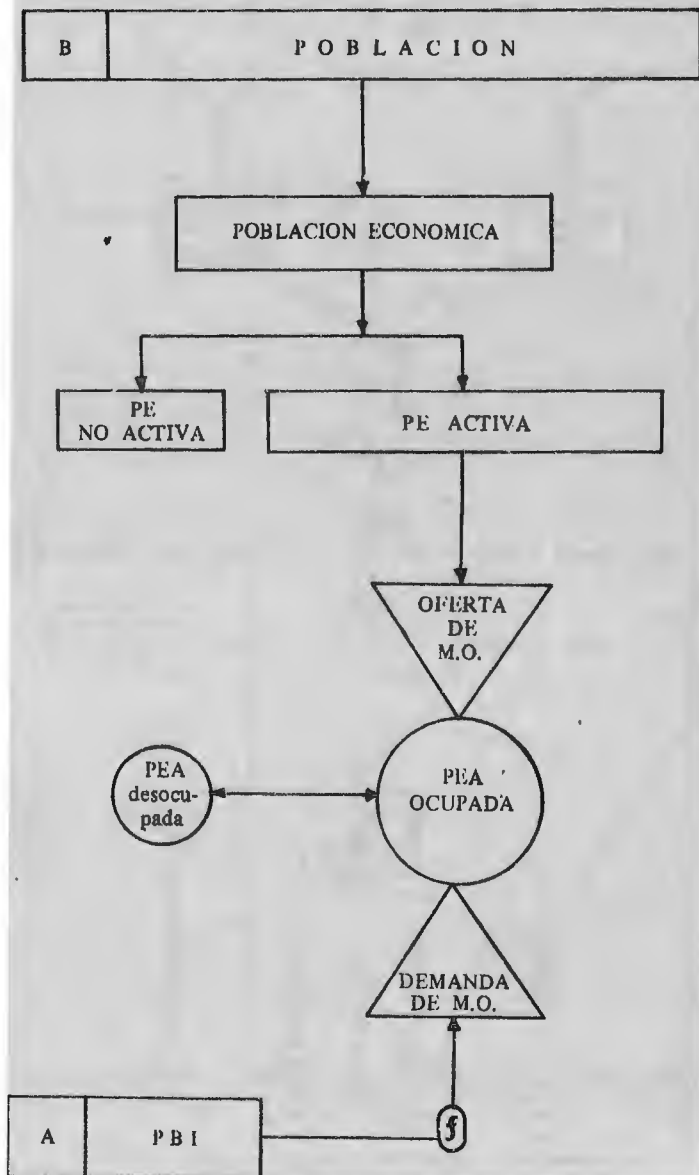 B POBLACION
POBLACION ECONOMICA
PE
NO ACTIVA
PE ACTIVA
OFERTA
DE
M.O.
PEA
desocu-
pada
PEA
OCUPADA
DEMANDA
DE M.O.
f
A PBI